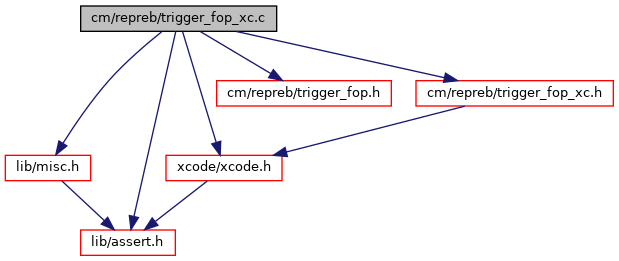 cm/repreb/trigger_fop_xc.c
cm/repreb/trigger_fop.h
cm/repreb/trigger_fop_xc.h
lib/misc.h
xcode/xcode.h
lib/assert.h